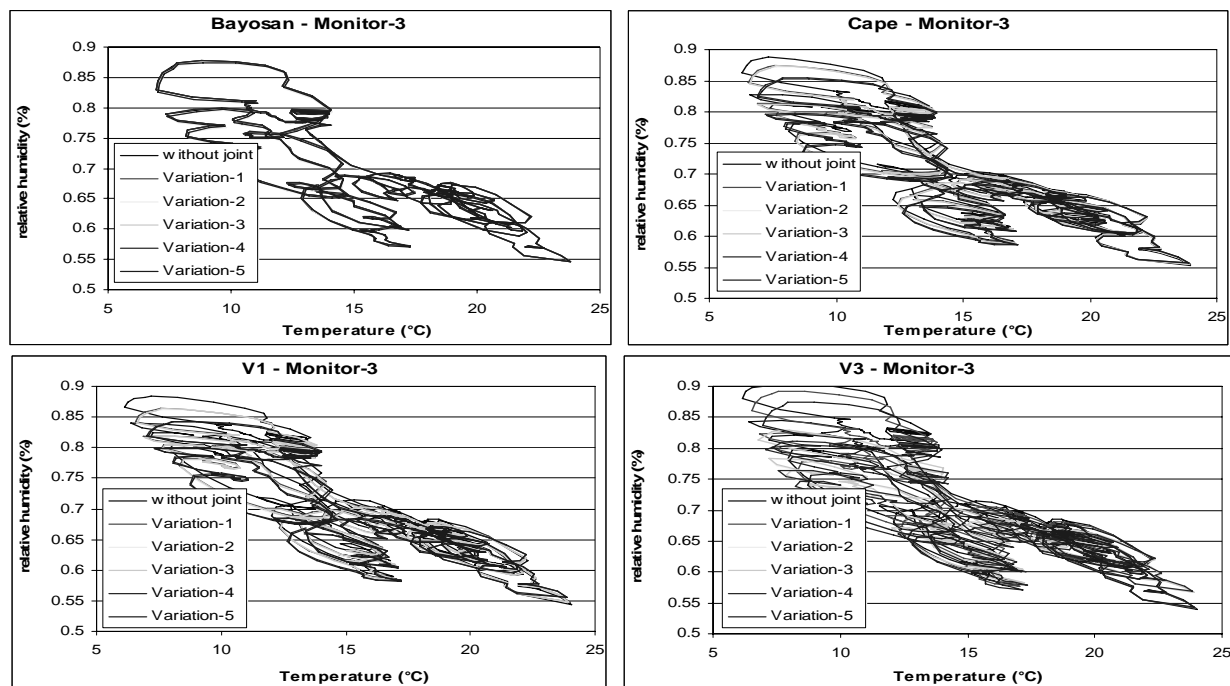 Bayosan - Monitor-3
relative humidity (%)
0.9
0.85
0.8
0.75
0.7
0.65
0.6
0.55
0.5
without joint
Variation-1
Variation-2
Variation-3
Variation-4
Variation-5
5 10 15 20 25
Temperature (°C)
Cape - Monitor-3
relative humidity (%)
0.9
0.85
0.8
0.75
0.7
0.65
0.6
0.55
0.5
without joint
Variation-1
Variation-2
Variation-3
Variation-4
Variation-5
5 10 15 20 25
Temperature (°C)
V1 - Monitor-3
relative humidity (%)
0.9
0.85
0.8
0.75
0.7
0.65
0.6
0.55
0.5
without joint
Variation-1
Variation-2
Variation-3
Variation-4
Variation-5
5 10 15 20 25
Temperature (°C)
V3 - Monitor-3
relative humidity (%)
0.9
0.85
0.8
0.75
0.7
0.65
0.6
0.55
0.5
without joint
Variation-1
Variation-2
Variation-3
Variation-4
Variation-5
5 10 15 20 25
Temperature (°C)